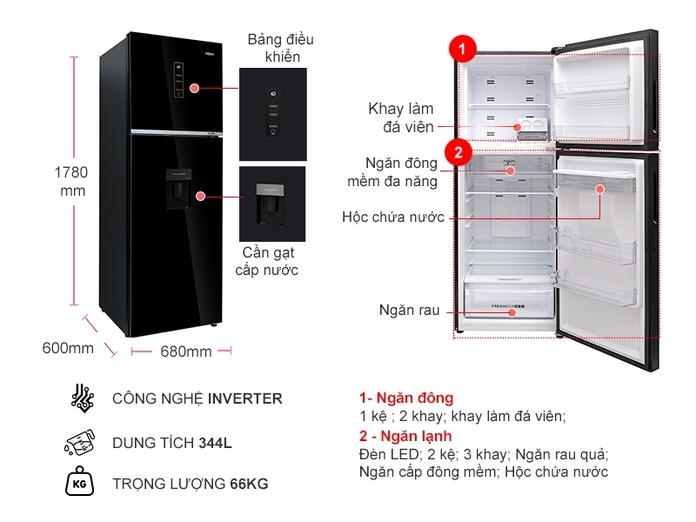 Bảng điều
khiển
AQUA
1780
mm
Cần gạt
cấp nước
600mm
680mm
1
Khay làm
đá viên
2
Ngăn đông
mềm đa năng
AQUA
Hộc chứa nước
Ngăn rau
CÔNG NGHỆ INVERTER
DUNG TÍCH 344L
KG
TRỌNG LƯỢNG 66KG
1- Ngăn đông
1 kệ ; 2 khay; khay làm đá viên;
2 - Ngăn lạnh
Đèn LED; 2 kệ; 3 khay; Ngăn rau quả;
Ngăn cấp đông mềm; Hộc chứa nước